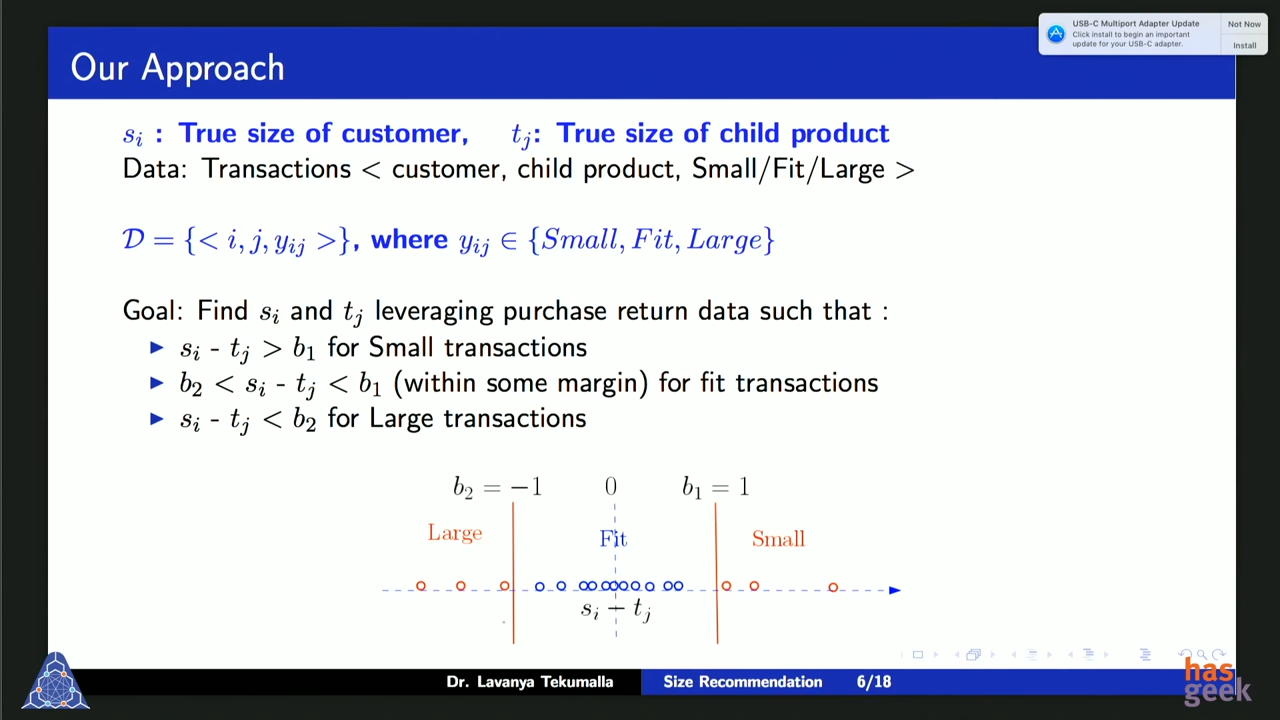 USB-C Multiport Adapter Update
Click install to begin an important
update for your USB-C adapter.
Not Now
Install
Our Approach
sᵢ : True size of customer, tⱼ: True size of child product
Data: Transactions < customer, child product, Small/Fit/Large >
𝒟 = {< i, j, yᵢⱼ >}, where yᵢⱼ ∈ {Small, Fit, Large}
Goal: Find sᵢ and tⱼ leveraging purchase return data such that :
▶ sᵢ - tⱼ > b₁ for Small transactions
▶ b₂ < sᵢ - tⱼ < b₁ (within some margin) for fit transactions
▶ sᵢ - tⱼ < b₂ for Large transactions
b₂ = −1 0 b₁ = 1
Large Fit Small
sᵢ − tⱼ
Dr. Lavanya Tekumalla Size Recommendation 6/18
has
geek